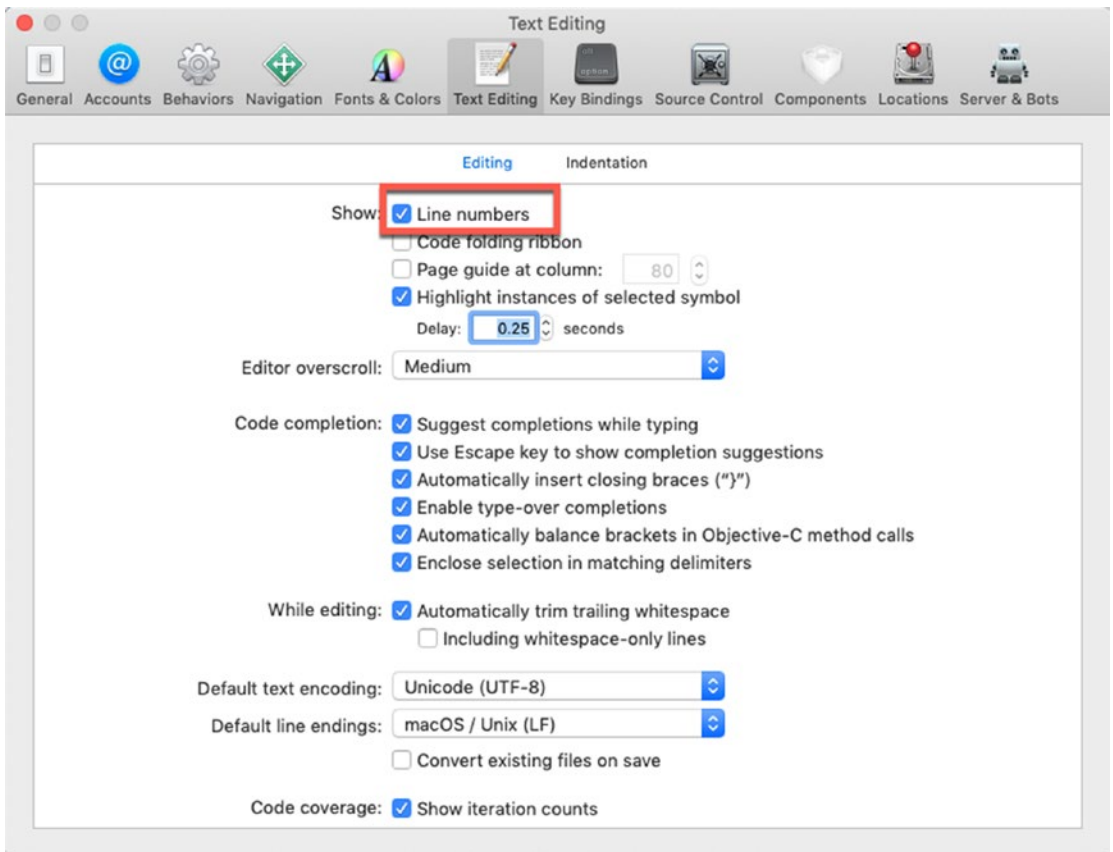 Text Editing
General Accounts Behaviors Navigation Fonts & Colors Text Editing Key Bindings Source Control Components Locations Server & Bots
Editing Indentation
Show: Line numbers
Code folding ribbon
Page guide at column: 80
Highlight instances of selected symbol
Delay: 0.25 seconds
Editor overscroll: Medium
Code completion: Suggest completions while typing
Use Escape key to show completion suggestions
Automatically insert closing braces (“}”)
Enable type-over completions
Automatically balance brackets in Objective-C method calls
Enclose selection in matching delimiters
While editing: Automatically trim trailing whitespace
Including whitespace-only lines
Default text encoding: Unicode (UTF-8)
Default line endings: macOS / Unix (LF)
Convert existing files on save
Code coverage: Show iteration counts